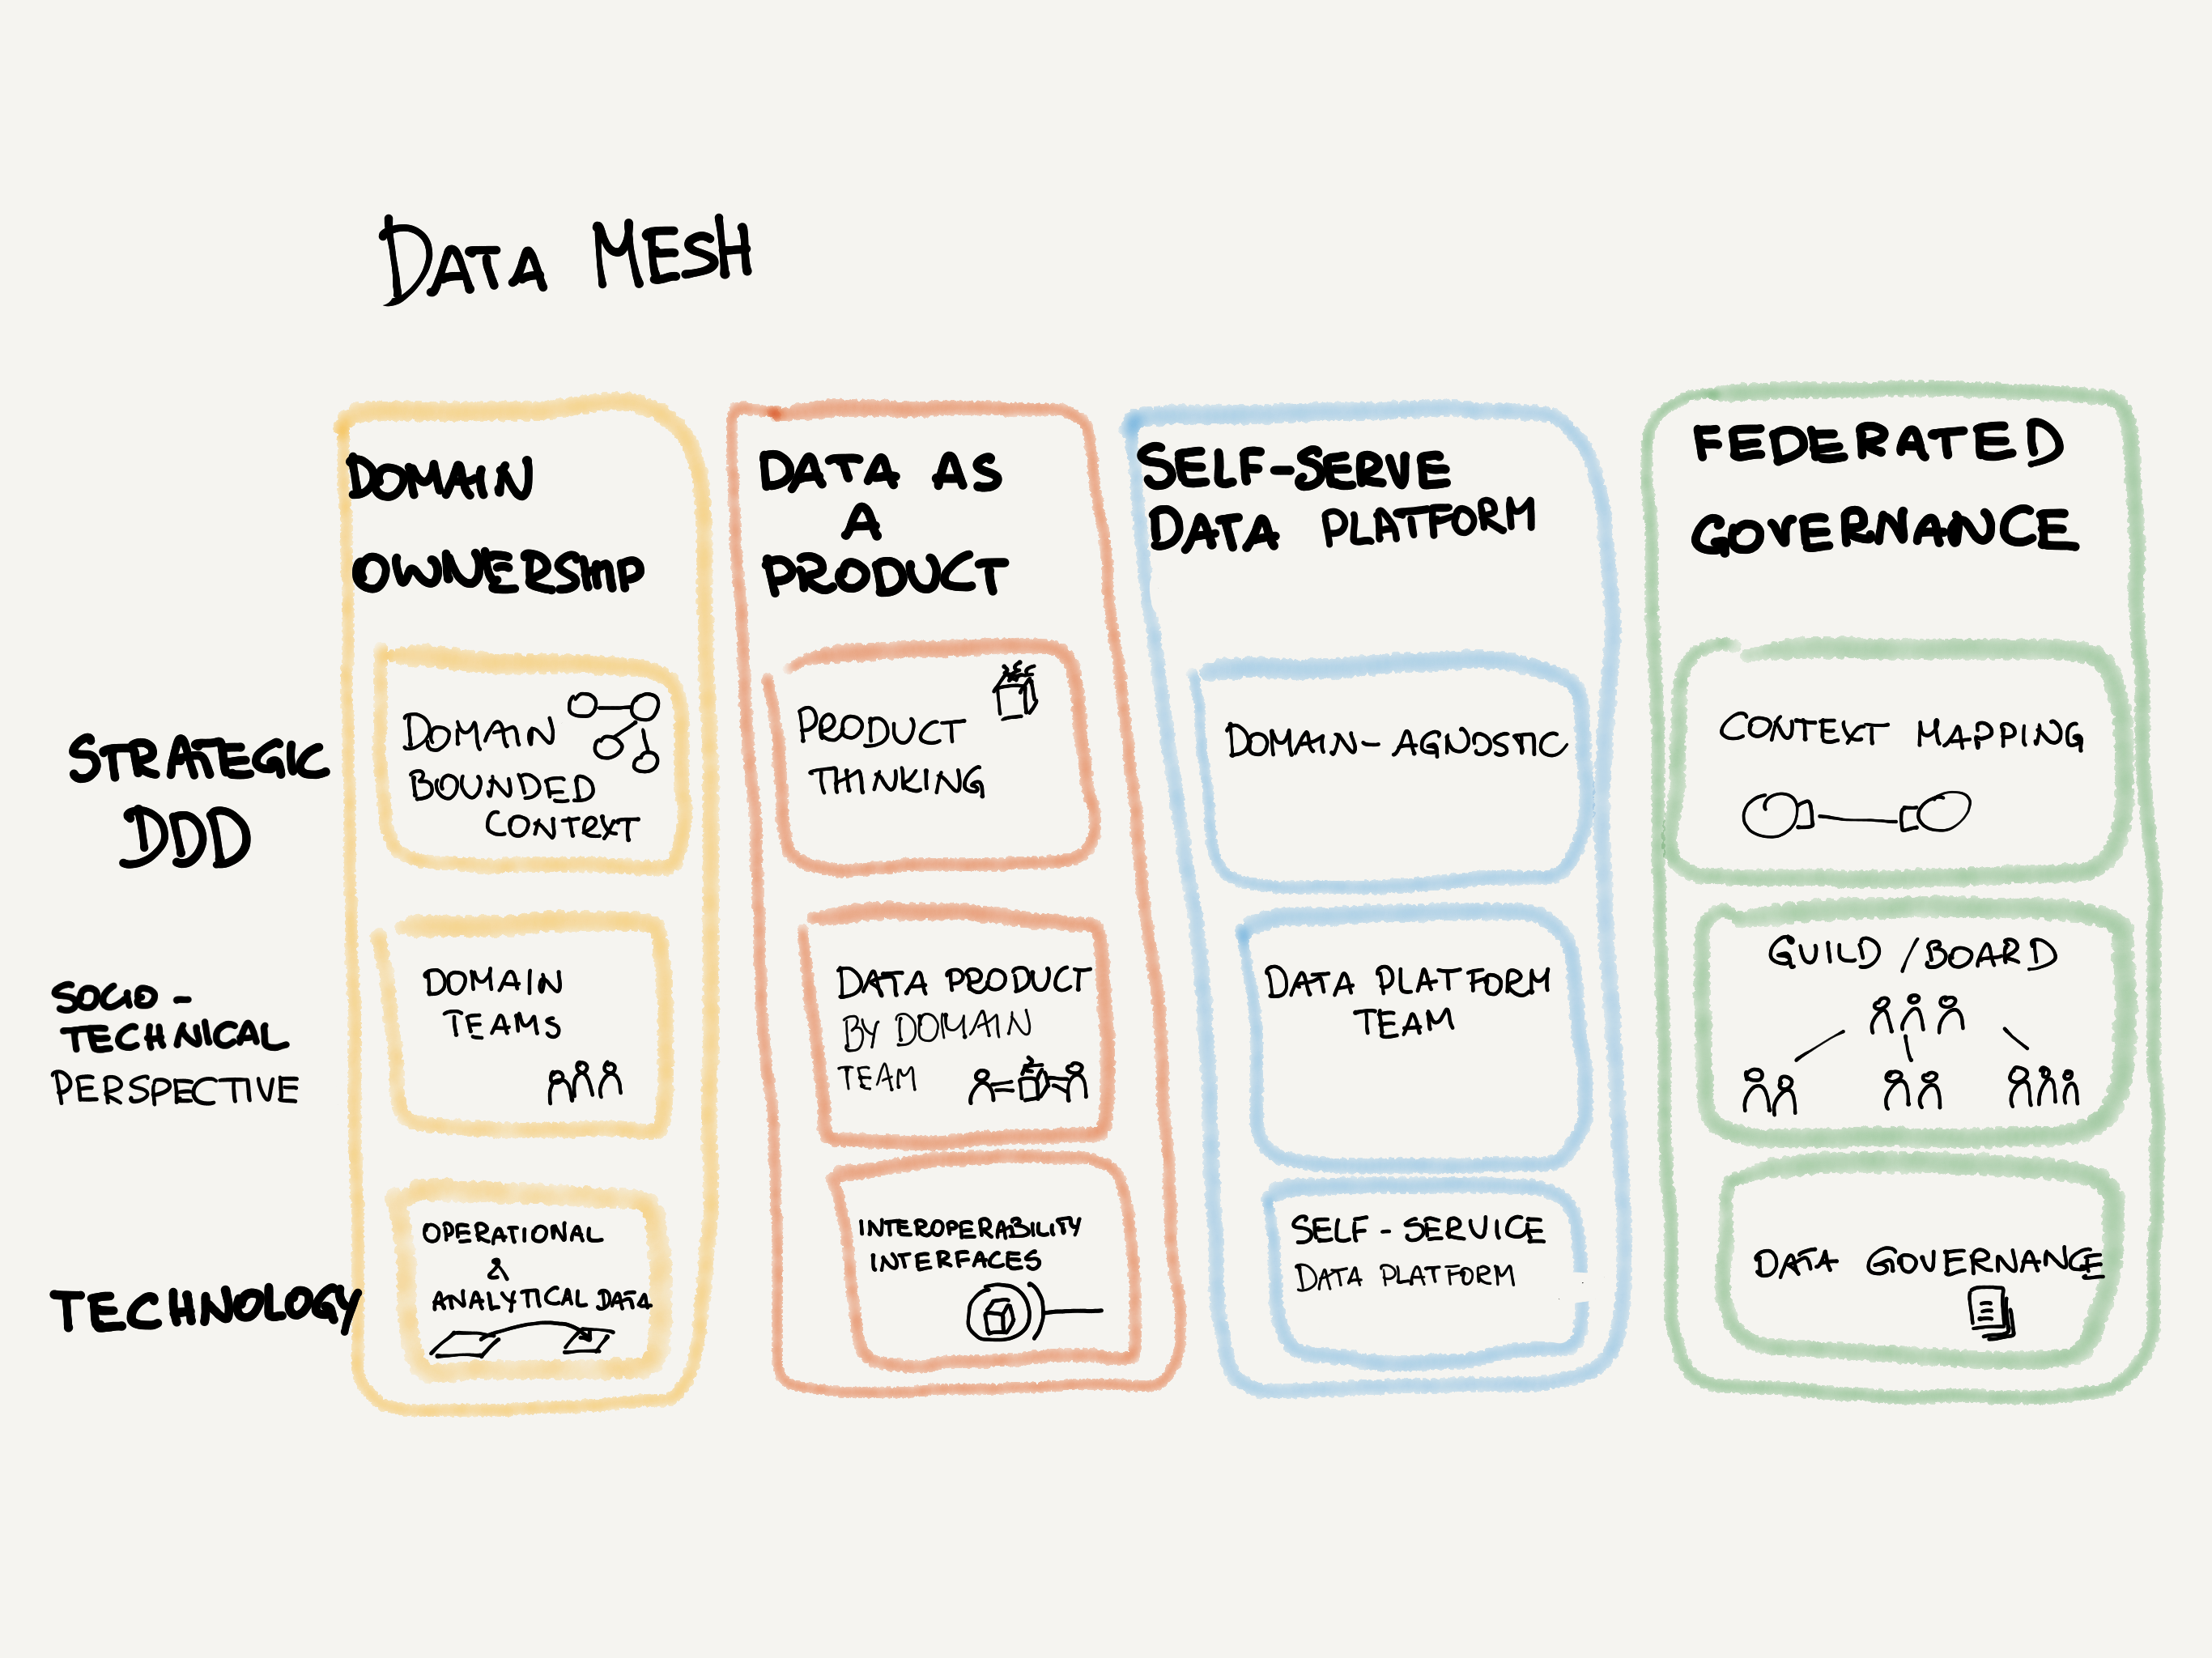 DATA MESH
DOMAIN
OWNERSHIP
DATA AS
A
PRODUCT
SELF-SERVE
DATA PLATFORM
FEDERATED
GOVERNANCE
STRATEGIC
DDD
DOMAIN
BOUNDED
CONTEXT
PRODUCT
THINKING
DOMAIN-AGNOSTIC
CONTEXT MAPPING
SOCIO-
TECHNICAL
PERSPECTIVE
DOMAIN
TEAMS
DATA PRODUCT
BY DOMAIN
TEAM
DATA PLATFORM
TEAM
GUILD /BOARD
TECHNOLOGY
OPERATIONAL
&
ANALYTICAL DATA
INTEROPERABILITY
INTERFACES
SELF-SERVICE
DATA PLATFORM
DATA GOVERNANCE